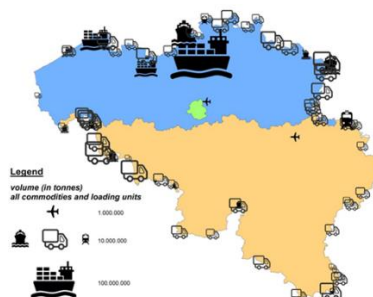 Legend
volume (in tonnes)
all commodities and loading units
1.000.000
10.000.000
100.000.000